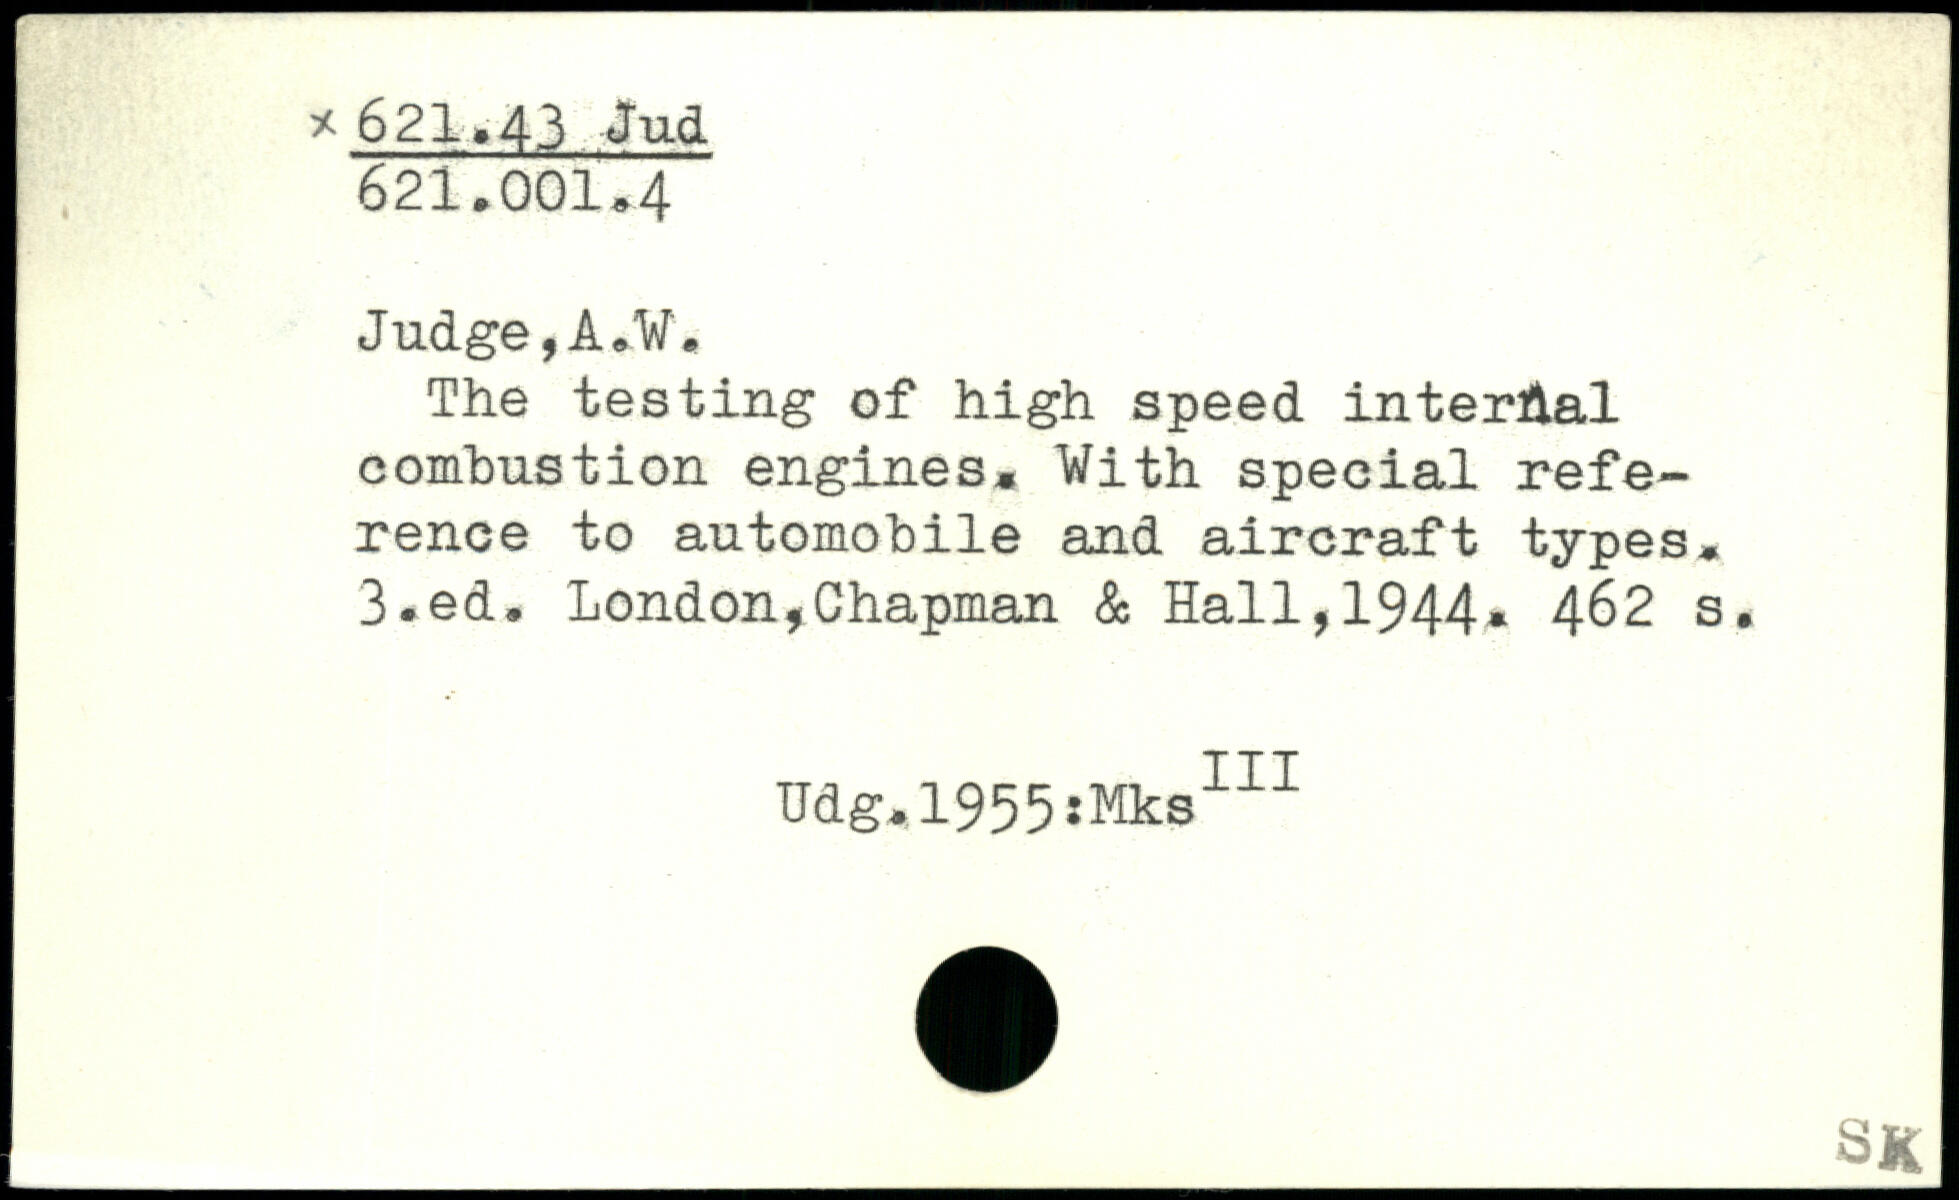 x 621.43 Jud
621.001.4
Judge,A.W.
The testing of high speed internal
combustion engines. With special refe-
rence to automobile and aircraft types.
3.ed. London,Chapman & Hall,1944. 462 s.
Udg.1955:Mks III
SK